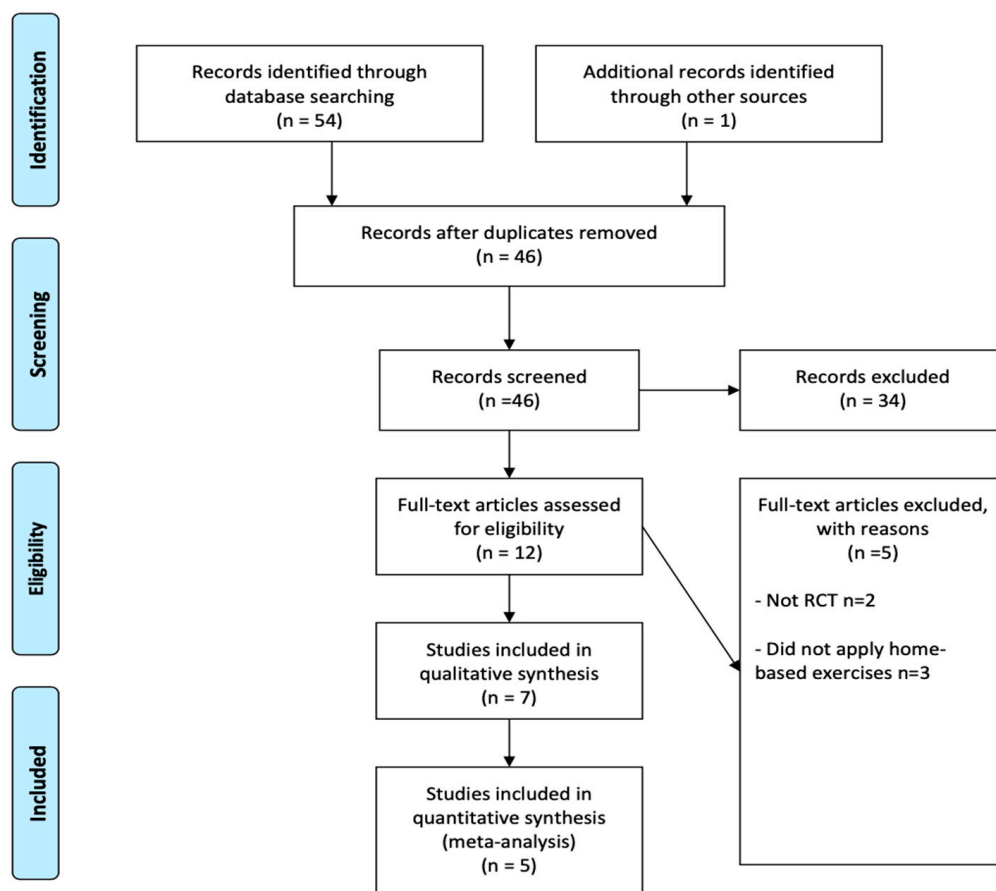 Identification
Records identified through
database searching
(n = 54)
Additional records identified
through other sources
(n = 1)
Records after duplicates removed
(n = 46)
Screening
Records screened
(n =46)
Records excluded
(n = 34)
Eligibility
Full-text articles assessed
for eligibility
(n = 12)
Full-text articles excluded,
with reasons
(n =5)
- Not RCT n=2
- Did not apply home-
based exercises n=3
Studies included in
qualitative synthesis
(n = 7)
Included
Studies included in
quantitative synthesis
(meta-analysis)
(n = 5)